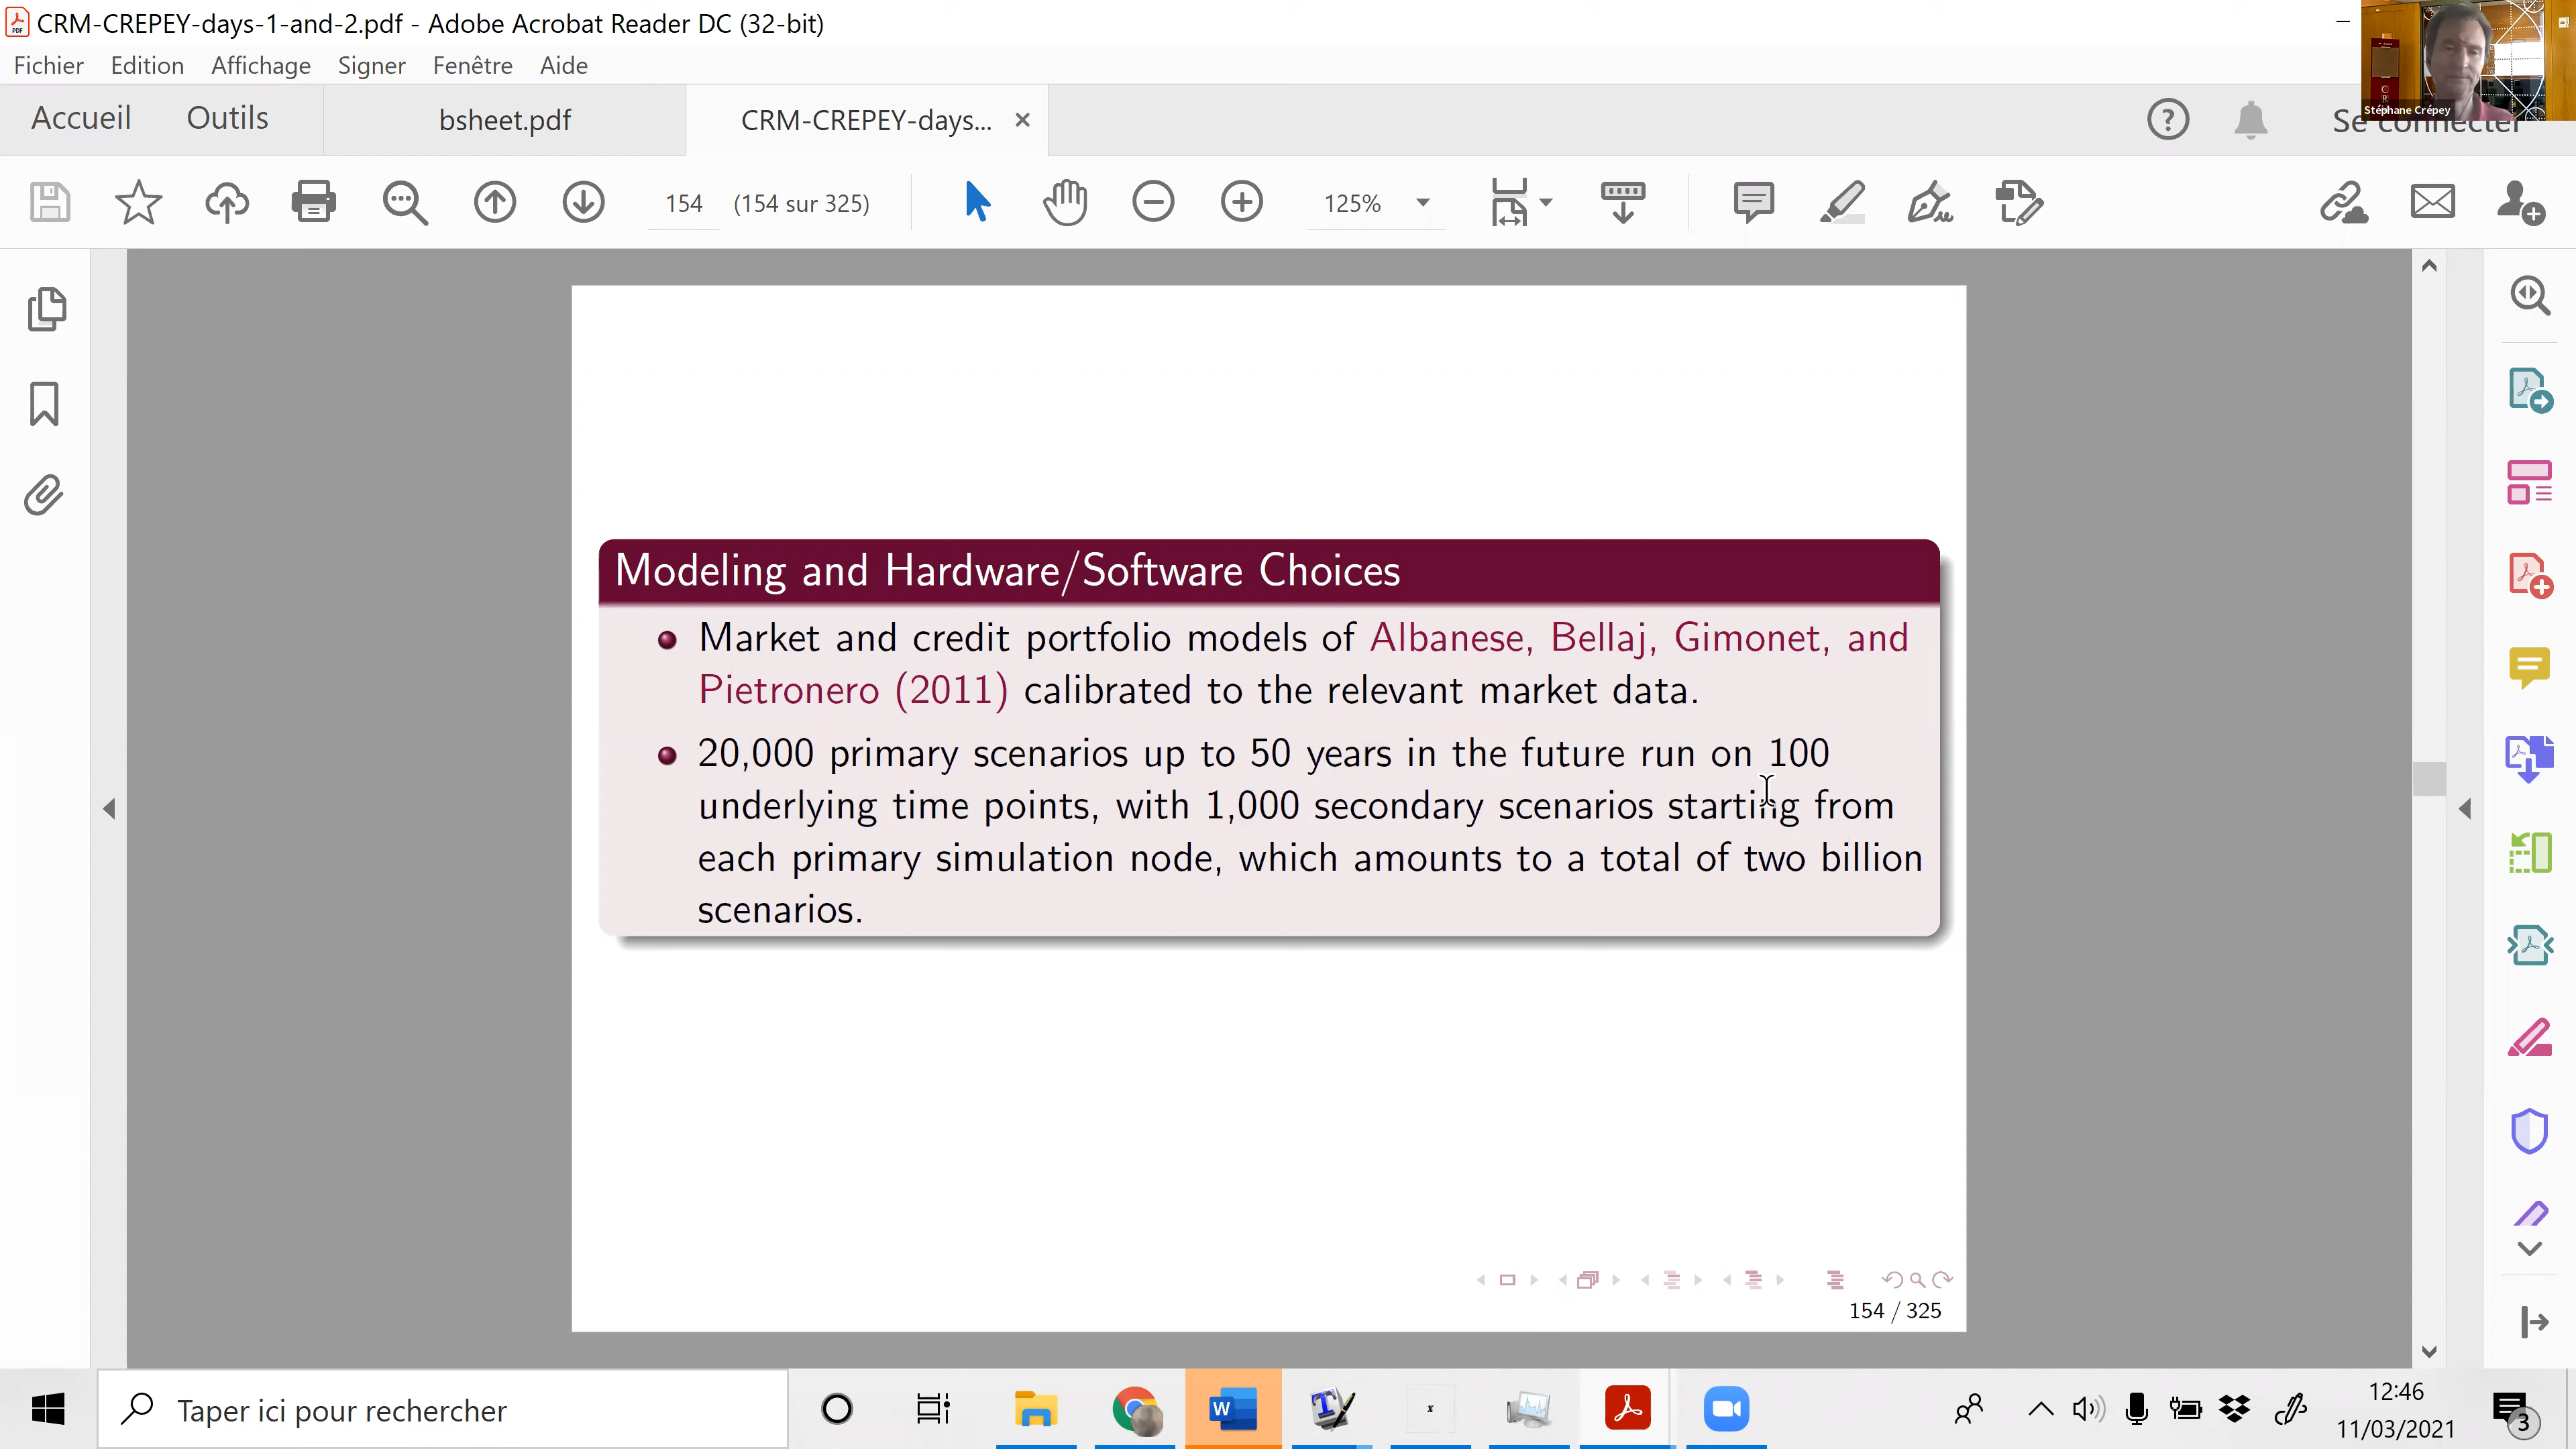 CRM-CREPEY-days-1-and-2.pdf - Adobe Acrobat Reader DC (32-bit)
Fichier Edition Affichage Signer Fenêtre Aide
Stéphane Crépey
Accueil Outils bsheet.pdf CRM-CREPEY-days... Se connecter
154 (154 sur 325) 125%
Modeling and Hardware/Software Choices
Market and credit portfolio models of Albanese, Bellaj, Gimonet, and
Pietronero (2011) calibrated to the relevant market data.
20,000 primary scenarios up to 50 years in the future run on 100
underlying time points, with 1,000 secondary scenarios starting from
each primary simulation node, which amounts to a total of two billion
scenarios.
154 / 325
Taper ici pour rechercher
12:46
11/03/2021
3